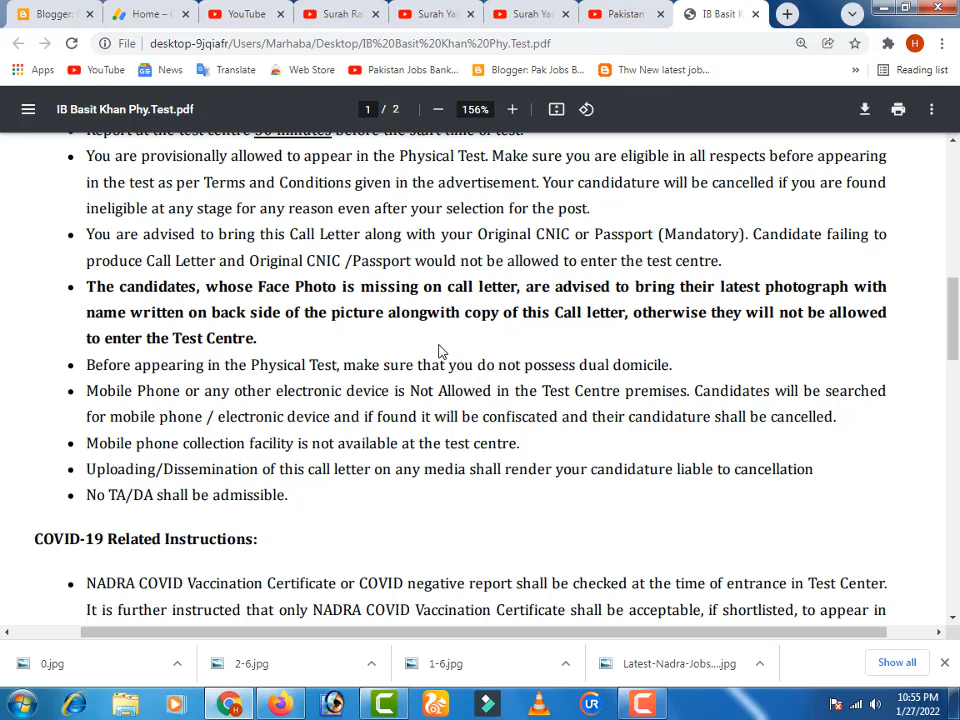 Blogger: Home – YouTube Surah Ra Surah Yas Surah Yas Pakistan IB Basit K
File desktop-9jqiafr/Users/Marhaba/Desktop/IB%20Basit%20Khan%20Phy.Test.pdf H
Apps YouTube News Translate Web Store Pakistan Jobs Bank... Blogger: Pak Jobs B... Thw New latest job... » Reading list
IB Basit Khan Phy.Test.pdf 1 / 2 156%
Report at the test centre 30 minutes before the start time of test.
• You are provisionally allowed to appear in the Physical Test. Make sure you are eligible in all respects before appearing
in the test as per Terms and Conditions given in the advertisement. Your candidature will be cancelled if you are found
ineligible at any stage for any reason even after your selection for the post.
• You are advised to bring this Call Letter along with your Original CNIC or Passport (Mandatory). Candidate failing to
produce Call Letter and Original CNIC /Passport would not be allowed to enter the test centre.
• The candidates, whose Face Photo is missing on call letter, are advised to bring their latest photograph with
name written on back side of the picture alongwith copy of this Call letter, otherwise they will not be allowed
to enter the Test Centre.
• Before appearing in the Physical Test, make sure that you do not possess dual domicile.
• Mobile Phone or any other electronic device is Not Allowed in the Test Centre premises. Candidates will be searched
for mobile phone / electronic device and if found it will be confiscated and their candidature shall be cancelled.
• Mobile phone collection facility is not available at the test centre.
• Uploading/Dissemination of this call letter on any media shall render your candidature liable to cancellation
• No TA/DA shall be admissible.
COVID-19 Related Instructions:
• NADRA COVID Vaccination Certificate or COVID negative report shall be checked at the time of entrance in Test Center.
It is further instructed that only NADRA COVID Vaccination Certificate shall be acceptable, if shortlisted, to appear in
0.jpg 2-6.jpg 1-6.jpg Latest-Nadra-Jobs....jpg Show all
UR 10:55 PM
1/27/2022